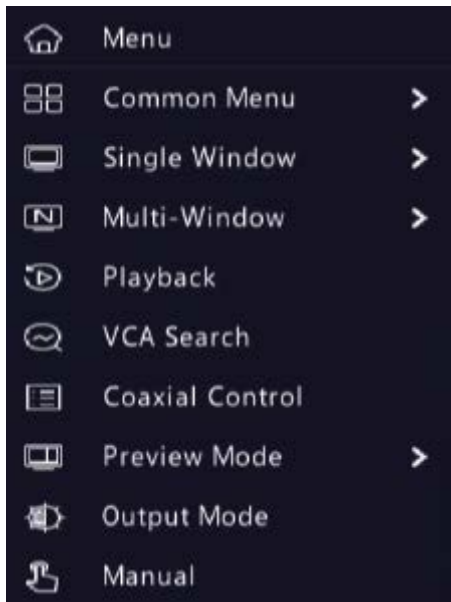 Menu
Common Menu
Single Window
Multi-Window
Playback
VCA Search
Coaxial Control
Preview Mode
Output Mode
Manual